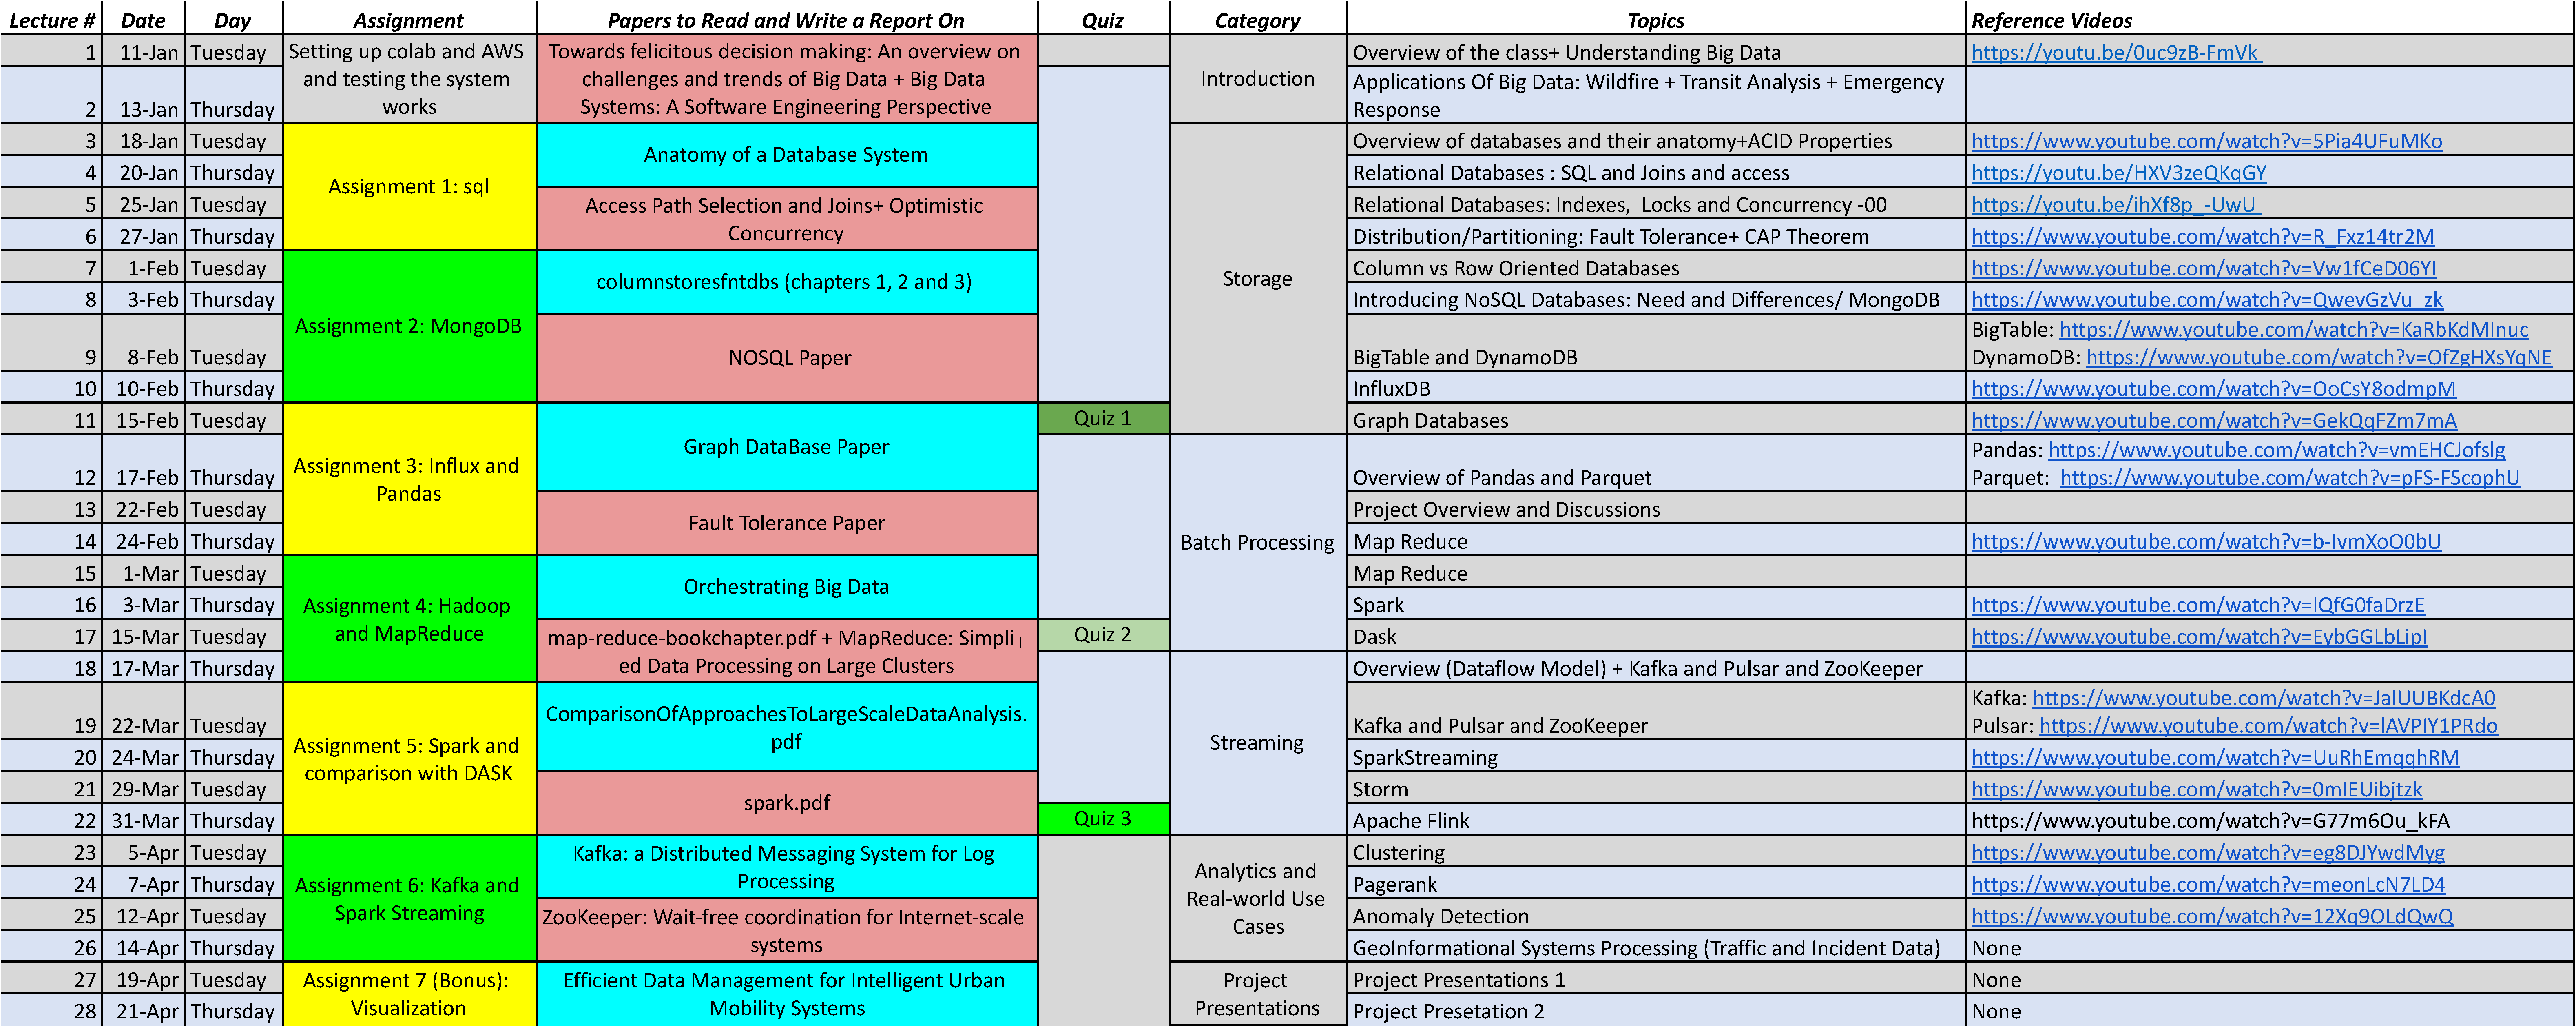 Lecture # Date Day Assignment Papers to Read and Write a Report On Quiz Category Topics Reference Videos
1 11-Jan Tuesday Setting up colab and AWS and testing the system works Towards felicitous decision making: An overview on challenges and trends of Big Data + Big Data Systems: A Software Engineering Perspective Introduction Overview of the class+ Understanding Big Data https://youtu.be/0uc9zB-FmVk
2 13-Jan Thursday Applications Of Big Data: Wildfire + Transit Analysis + Emergency Response
3 18-Jan Tuesday Assignment 1: sql Anatomy of a Database System Storage Overview of databases and their anatomy+ACID Properties https://www.youtube.com/watch?v=5Pia4UFuMKo
4 20-Jan Thursday Relational Databases : SQL and Joins and access https://youtu.be/HXV3zeQKqGY
5 25-Jan Tuesday Access Path Selection and Joins+ Optimistic Concurrency Relational Databases: Indexes, Locks and Concurrency -00 https://youtu.be/ihXf8p_-UwU
6 27-Jan Thursday Distribution/Partitioning: Fault Tolerance+ CAP Theorem https://www.youtube.com/watch?v=R_Fxz14tr2M
7 1-Feb Tuesday Assignment 2: MongoDB columnstoresfntdbs (chapters 1, 2 and 3) Column vs Row Oriented Databases https://www.youtube.com/watch?v=Vw1fCeD06YI
8 3-Feb Thursday Introducing NoSQL Databases: Need and Differences/ MongoDB https://www.youtube.com/watch?v=QwevGzVu_zk
9 8-Feb Tuesday NOSQL Paper BigTable and DynamoDB BigTable: https://www.youtube.com/watch?v=KaRbKdMInuc DynamoDB: https://www.youtube.com/watch?v=OfZgHXsYqNE
10 10-Feb Thursday InfluxDB https://www.youtube.com/watch?v=OoCsY8odmpM
11 15-Feb Tuesday Assignment 3: Influx and Pandas Graph DataBase Paper Quiz 1 Graph Databases https://www.youtube.com/watch?v=GekQqFZm7mA
12 17-Feb Thursday Batch Processing Overview of Pandas and Parquet Pandas: https://www.youtube.com/watch?v=vmEHCJofslg Parquet: https://www.youtube.com/watch?v=pFS-FScophU
13 22-Feb Tuesday Fault Tolerance Paper Project Overview and Discussions
14 24-Feb Thursday Map Reduce https://www.youtube.com/watch?v=b-IvmXoO0bU
15 1-Mar Tuesday Assignment 4: Hadoop and MapReduce Orchestrating Big Data Map Reduce
16 3-Mar Thursday Spark https://www.youtube.com/watch?v=IQfG0faDrzE
17 15-Mar Tuesday map-reduce-bookchapter.pdf + MapReduce: Simpli┐ed Data Processing on Large Clusters Quiz 2 Dask https://www.youtube.com/watch?v=EybGGLbLipI
18 17-Mar Thursday Streaming Overview (Dataflow Model) + Kafka and Pulsar and ZooKeeper
19 22-Mar Tuesday Assignment 5: Spark and comparison with DASK ComparisonOfApproachesToLargeScaleDataAnalysis.pdf Kafka and Pulsar and ZooKeeper Kafka: https://www.youtube.com/watch?v=JalUUBKdcA0 Pulsar: https://www.youtube.com/watch?v=lAVPIY1PRdo
20 24-Mar Thursday SparkStreaming https://www.youtube.com/watch?v=UuRhEmqqhRM
21 29-Mar Tuesday spark.pdf Storm https://www.youtube.com/watch?v=0mIEUibjtzk
22 31-Mar Thursday Quiz 3 Apache Flink https://www.youtube.com/watch?v=G77m6Ou_kFA
23 5-Apr Tuesday Assignment 6: Kafka and Spark Streaming Kafka: a Distributed Messaging System for Log Processing Analytics and Real-world Use Cases Clustering https://www.youtube.com/watch?v=eg8DJYwdMyg
24 7-Apr Thursday Pagerank https://www.youtube.com/watch?v=meonLcN7LD4
25 12-Apr Tuesday ZooKeeper: Wait-free coordination for Internet-scale systems Anomaly Detection https://www.youtube.com/watch?v=12Xq9OLdQwQ
26 14-Apr Thursday GeoInformational Systems Processing (Traffic and Incident Data) None
27 19-Apr Tuesday Assignment 7 (Bonus): Visualization Efficient Data Management for Intelligent Urban Mobility Systems Project Presentations Project Presentations 1 None
28 21-Apr Thursday Project Presetation 2 None